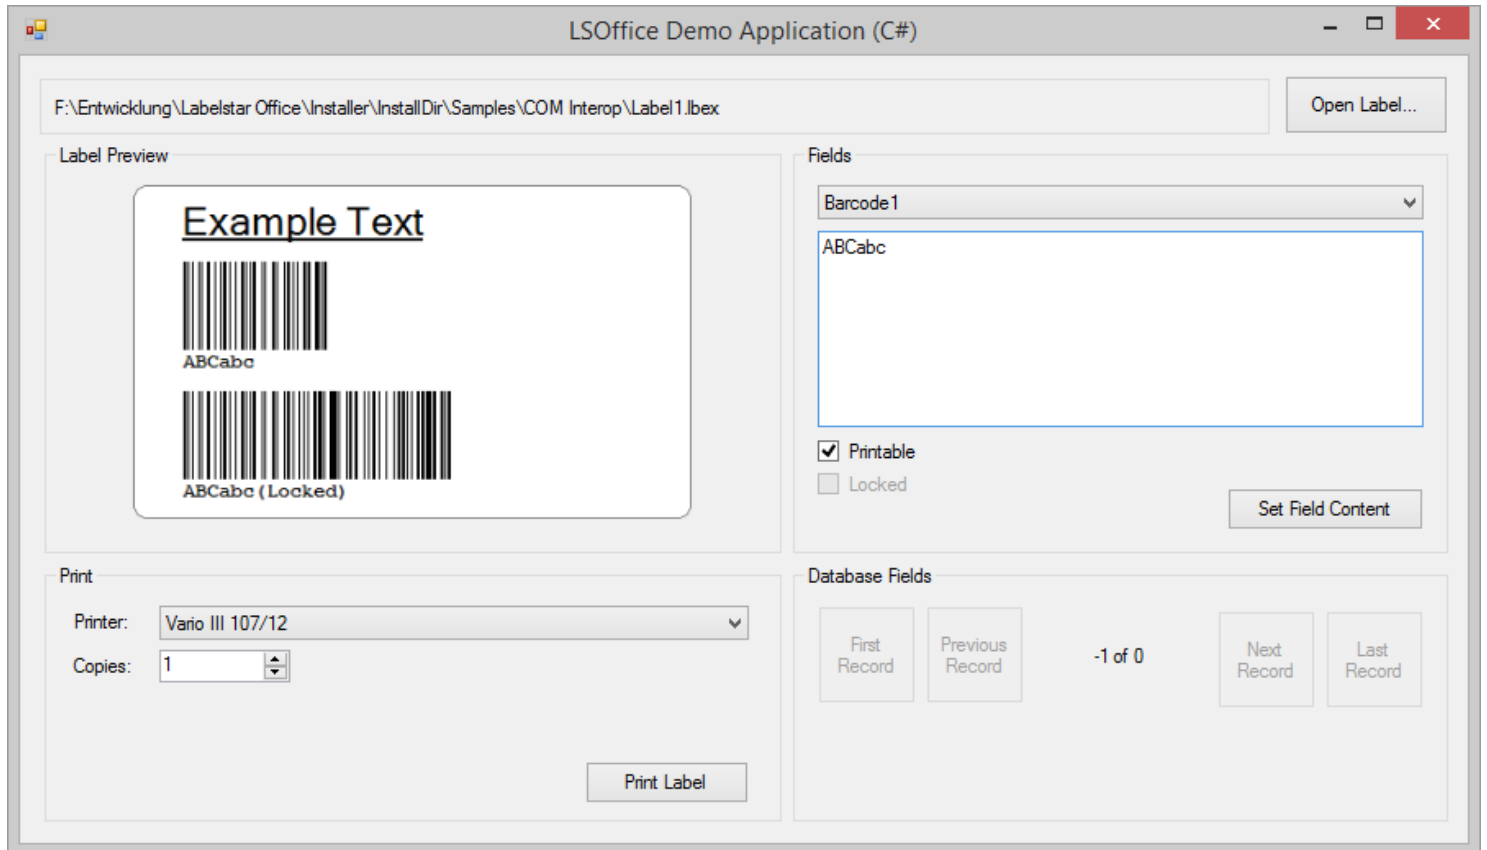 LSOffice Demo Application (C#)
F:\Entwicklung\Labelstar Office\Installer\InstallDir\Samples\COM Interop\Label1.lbex
Open Label...
Label Preview
Example Text
ABCabc
ABCabc(Locked)
Fields
Barcode1
ABCabc
Printable
Locked
Set Field Content
Print
Printer:
Vario III 107/12
Copies:
1
Print Label
Database Fields
First
Record
Previous
Record
-1 of 0
Next
Record
Last
Record